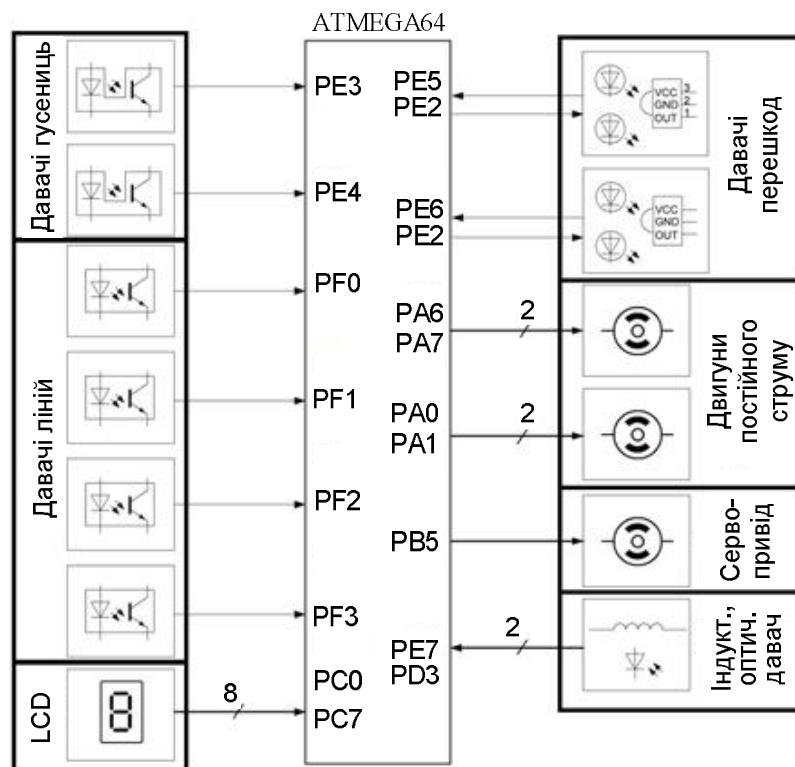 ATMEGA64
Давачі гусениць
PE3
PE4
Давачі ліній
PF0
PF1
PF2
PF3
LCD
8
PC0
PC7
PE5
PE2
VCC 3
GND 2
OUT 1
Давачі
перешкод
PE6
PE2
VCC
GND
OUT
PA6
PA7
2
PA0
PA1
2
Двигуни
постійного
струму
PB5
Серво-
привід
PE7
PD3
2
Індукт.,
оптич.
давач